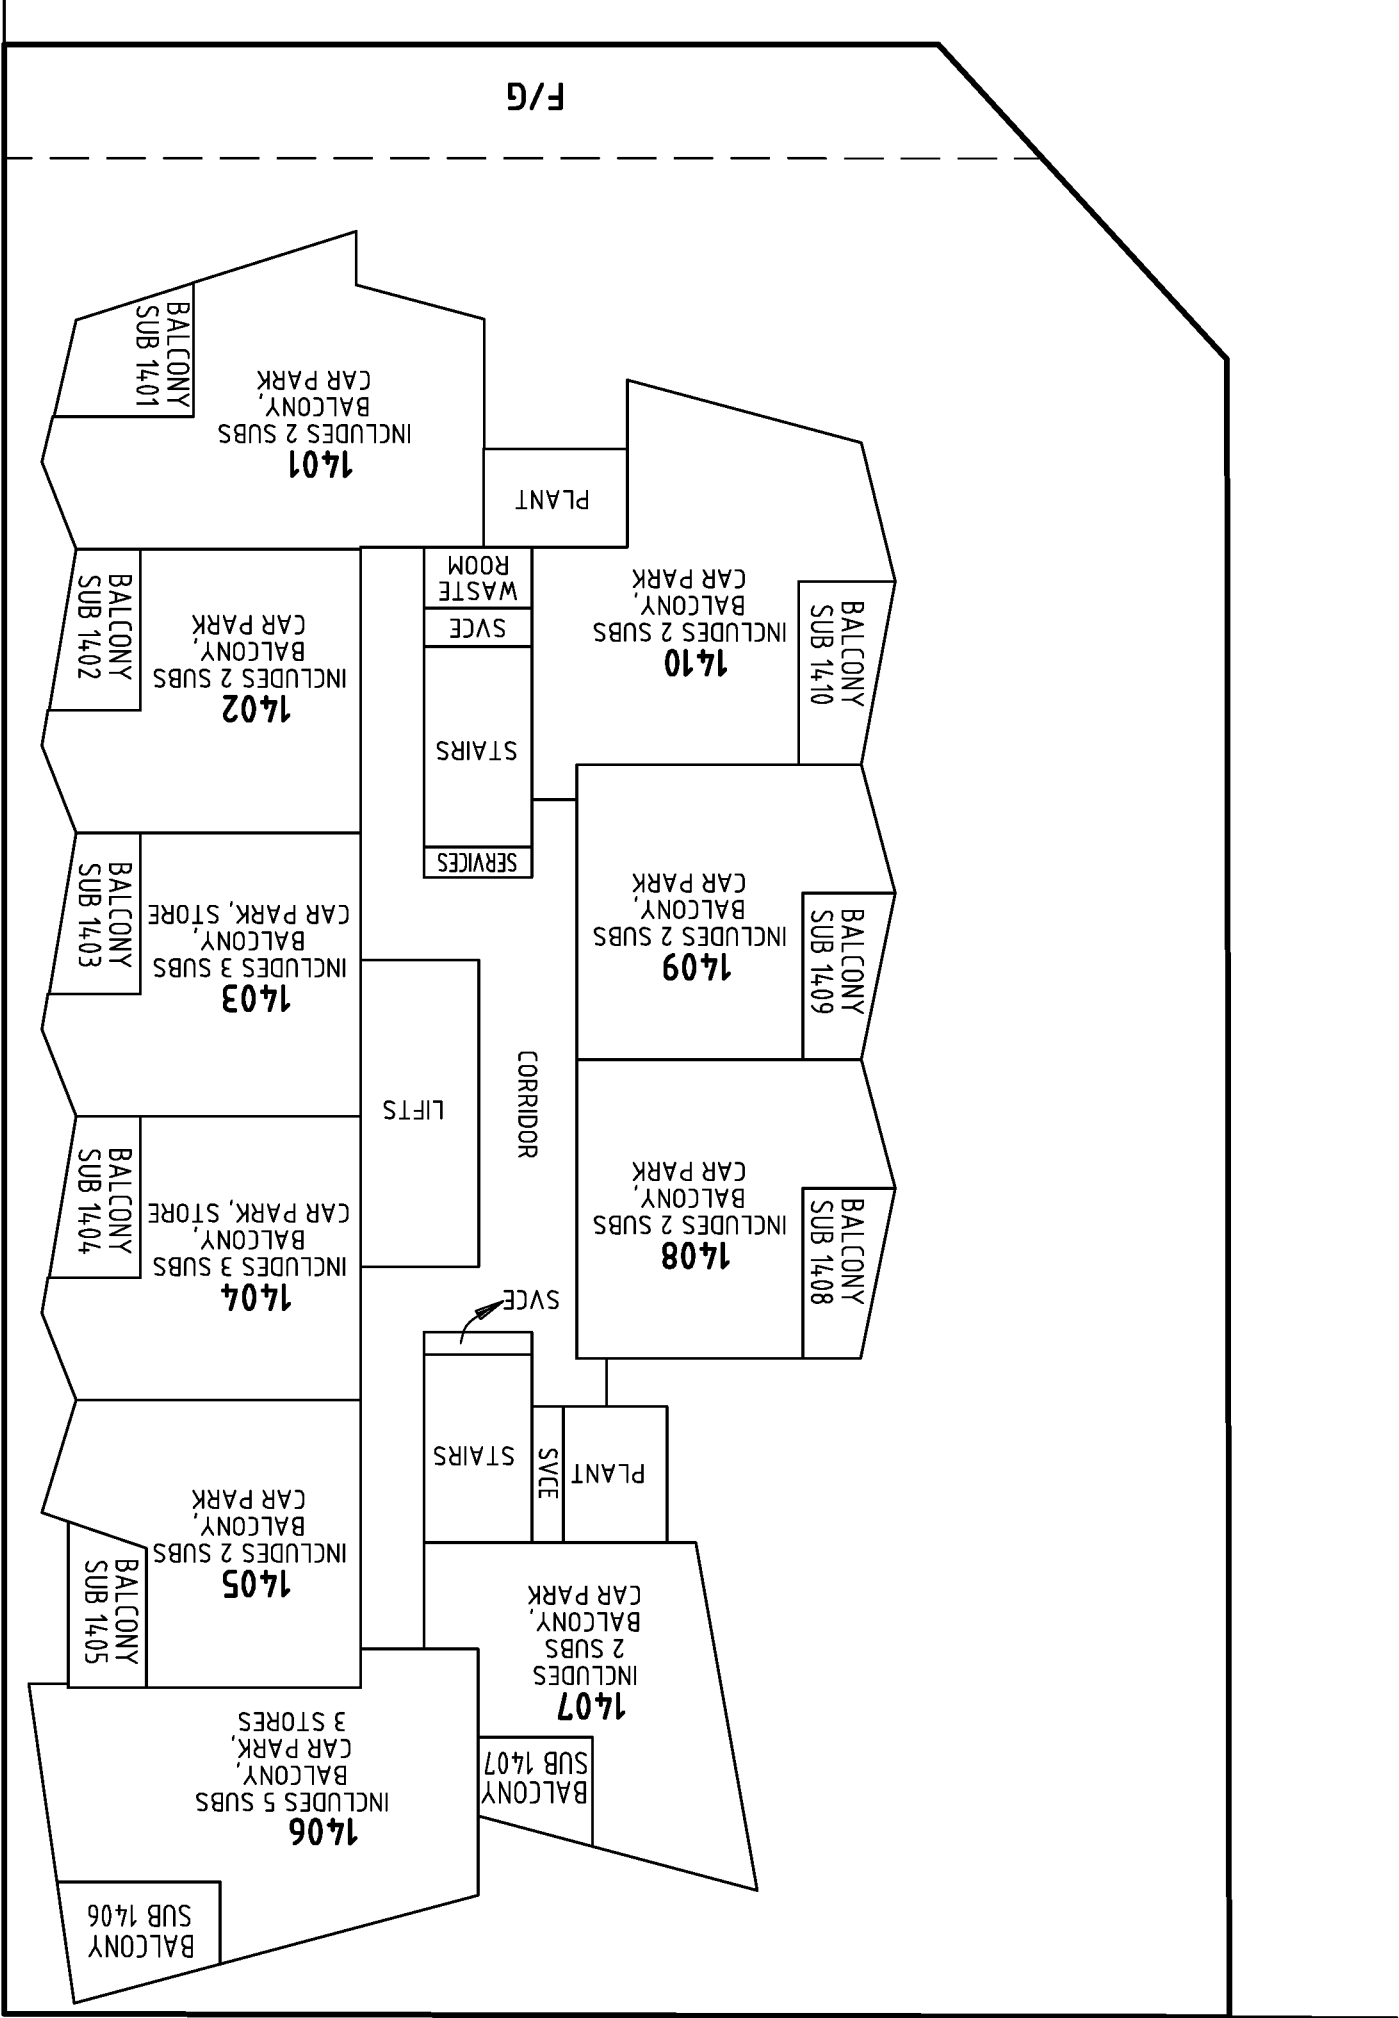 F/G
BALCONY
SUB 1401
1401
INCLUDES 2 SUBS
BALCONY,
CAR PARK
PLANT
WASTE
ROOM
SVCE
STAIRS
SERVICES
1410
INCLUDES 2 SUBS
BALCONY,
CAR PARK
BALCONY
SUB 1410
BALCONY
SUB 1402
1402
INCLUDES 2 SUBS
BALCONY,
CAR PARK
1409
INCLUDES 2 SUBS
BALCONY,
CAR PARK
BALCONY
SUB 1409
BALCONY
SUB 1403
1403
INCLUDES 3 SUBS
BALCONY,
CAR PARK, STORE
LIFTS
CORRIDOR
1408
INCLUDES 2 SUBS
BALCONY,
CAR PARK
BALCONY
SUB 1408
BALCONY
SUB 1404
1404
INCLUDES 3 SUBS
BALCONY,
CAR PARK, STORE
SVCE
STAIRS
SVCE
PLANT
1405
INCLUDES 2 SUBS
BALCONY,
CAR PARK
BALCONY
SUB 1405
1407
INCLUDES
2 SUBS
BALCONY,
CAR PARK
BALCONY
SUB 1407
1406
INCLUDES 5 SUBS
BALCONY,
CAR PARK,
3 STORES
BALCONY
SUB 1406